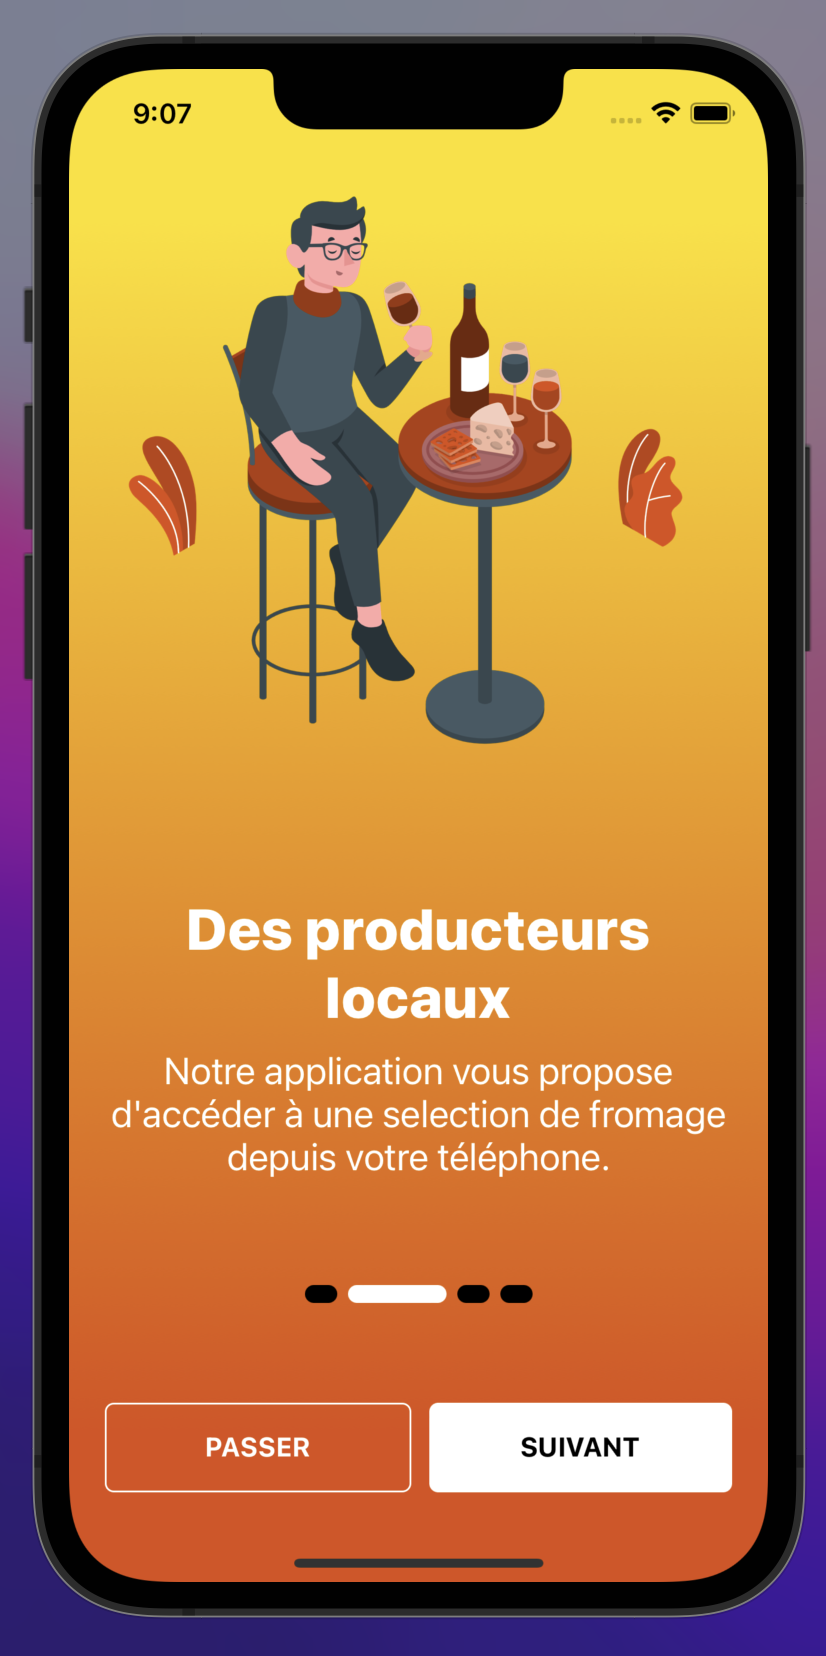 9:07
Des producteurs
locaux
Notre application vous propose
d'accéder à une selection de fromage
depuis votre téléphone.
PASSER
SUIVANT